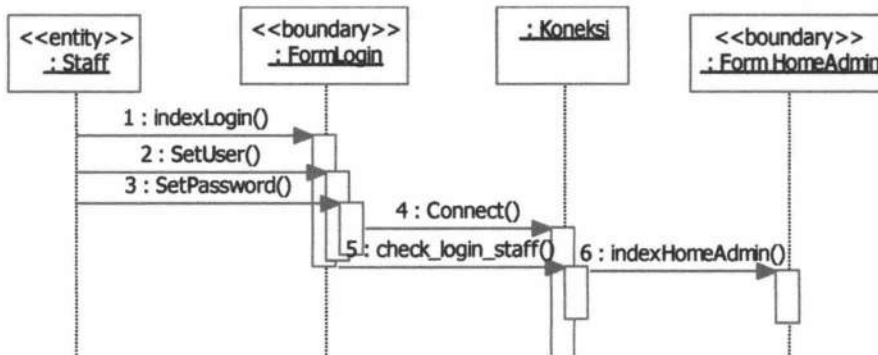 <<entity>>
: Staff
<<boundary>>
: FormLogin
: Koneksi
<<boundary>>
: Form HomeAdmin
1 : indexLogin()
2 : SetUser()
3 : SetPassword()
4 : Connect()
5 : check_login_staff()
6 : indexHomeAdmin()